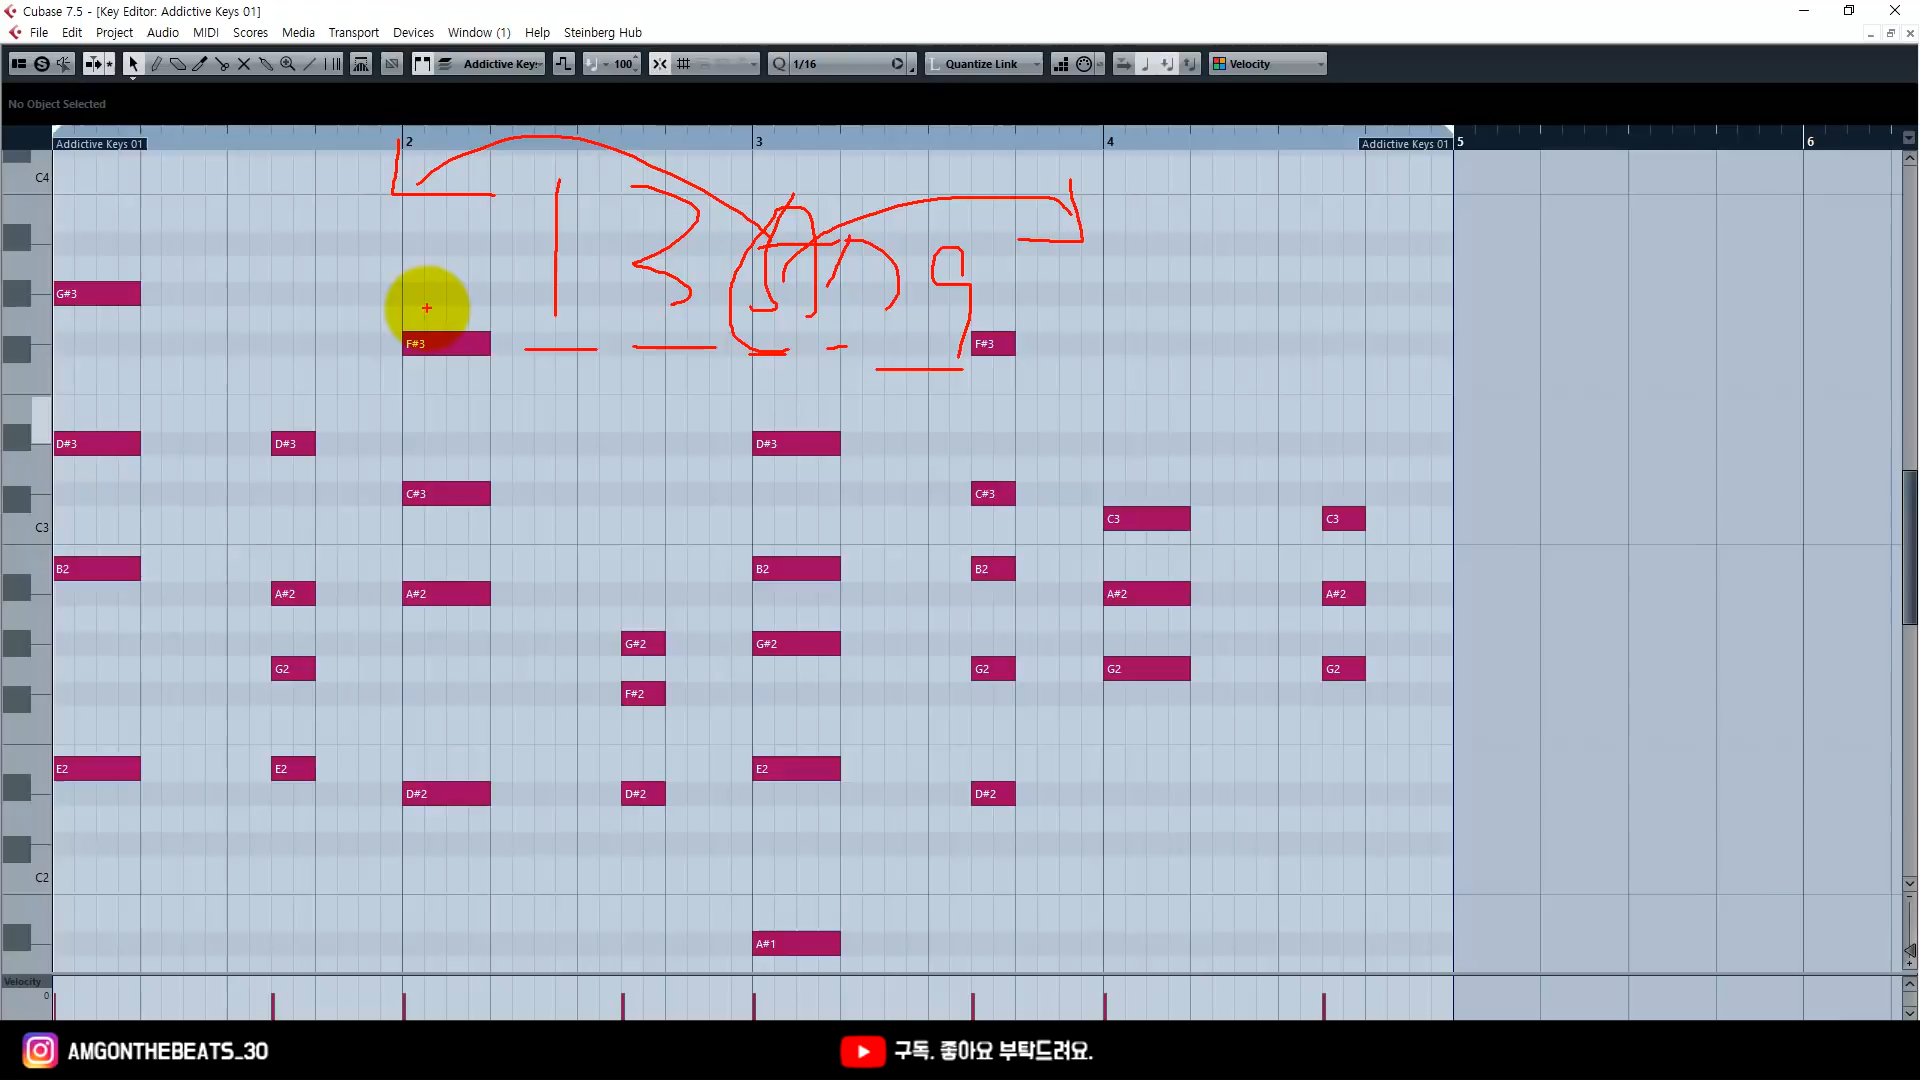 Cubase 7.5 - [Key Editor: Addictive Keys 01]
File Edit Project Audio MIDI Scores Media Transport Devices Window (1) Help Steinberg Hub
Addictive Key: 100 Q 1/16 L Quantize Link Velocity
No Object Selected
2 3 4 5 6
Addictive Keys 01 Addictive Keys 01
C4
G#3
F#3 F#3
D#3 D#3 D#3
C#3 C#3
C3 C3 C3
B2 B2 B2
A#2 A#2 A#2 A#2
G#2 G#2
G2 G2 G2 G2
F#2
E2 E2 E2
D#2 D#2 D#2
C2
A#1
Velocity
0
AMGONTHEBEATS_30 구독. 좋아요 부탁드려요.